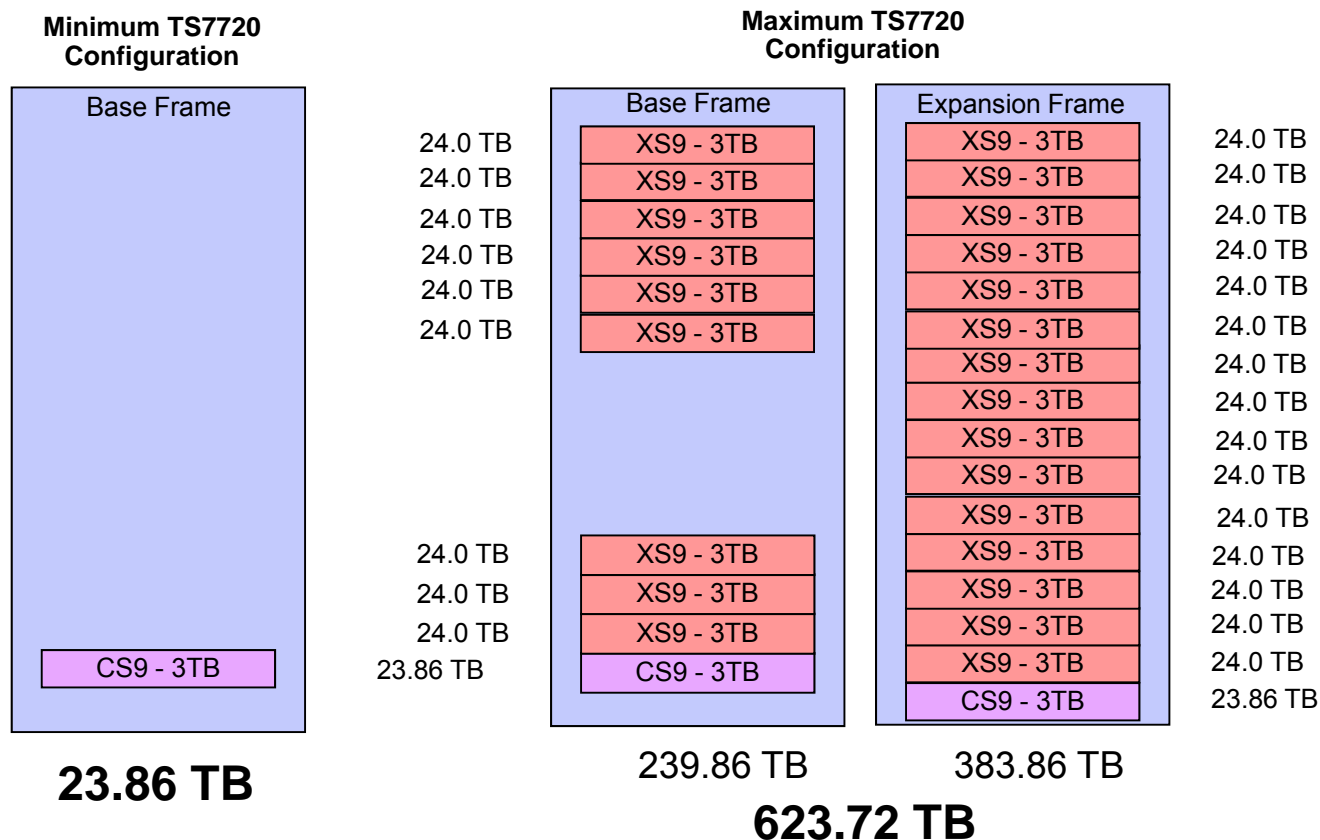 Minimum TS7720
Configuration
Base Frame
CS9 - 3TB
23.86 TB
Maximum TS7720
Configuration
Base Frame
Expansion Frame
24.0 TB XS9 - 3TB XS9 - 3TB 24.0 TB
24.0 TB XS9 - 3TB XS9 - 3TB 24.0 TB
24.0 TB XS9 - 3TB XS9 - 3TB 24.0 TB
24.0 TB XS9 - 3TB XS9 - 3TB 24.0 TB
24.0 TB XS9 - 3TB XS9 - 3TB 24.0 TB
24.0 TB XS9 - 3TB XS9 - 3TB 24.0 TB
XS9 - 3TB 24.0 TB
XS9 - 3TB 24.0 TB
XS9 - 3TB 24.0 TB
XS9 - 3TB 24.0 TB
XS9 - 3TB 24.0 TB
24.0 TB XS9 - 3TB XS9 - 3TB 24.0 TB
24.0 TB XS9 - 3TB XS9 - 3TB 24.0 TB
24.0 TB XS9 - 3TB XS9 - 3TB 24.0 TB
23.86 TB CS9 - 3TB XS9 - 3TB 24.0 TB
CS9 - 3TB 23.86 TB
239.86 TB 383.86 TB
623.72 TB